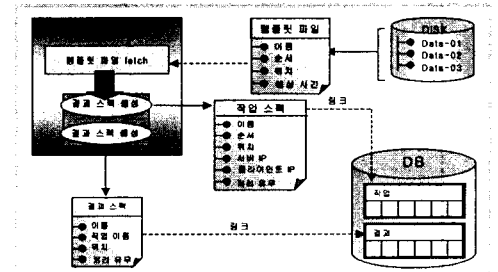 템플릿 파일
이름
순서
위치
생성 시간
DISK
Data-01
Data-02
Data-03
템플릿 파일 fetch
결과 스펙 생성
결과 스펙 생성
작업 스펙
이름
순서
위치
서버 IP
클라이언트 IP
유무
링크
DB
작업
결과
결과 스펙
이름
작업 이름
위치
유무
링크